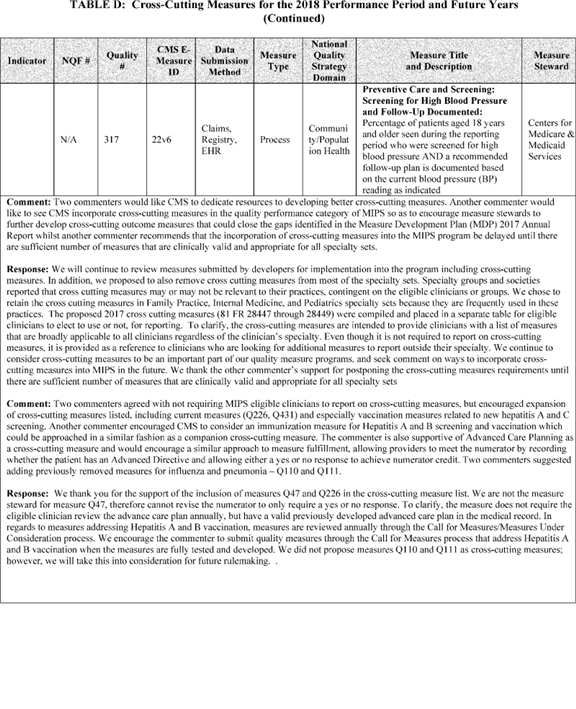 TABLE D: Cross-Cutting Measures for the 2018 Performance Period and Future Years
(Continued)
Indicator
NQF #
Quality
#
CMS E-
Measure
ID
Data
Submission
Method
Measure
Type
National
Quality
Strategy
Domain
Measure Title
and Description
Measure
Steward
N/A
317
22v6
Claims,
Registry,
EHR
Process
Communi
ty/Populat
ion Health
Preventive Care and Screening:
Screening for High Blood Pressure
and Follow-Up Documented:
Percentage of patients aged 18 years
and older seen during the reporting
period who were screened for high
blood pressure AND a recommended
follow-up plan is documented based
on the current blood pressure (BP)
reading as indicated
Centers for
Medicare &
Medicaid
Services
Comment: Two commenters would like CMS to dedicate resources to developing better cross-cutting measures. Another commenter would
like to see CMS incorporate cross-cutting measures in the quality performance category of MIPS so as to encourage measure stewards to
further develop cross-cutting outcome measures that could close the gaps identified in the Measure Development Plan (MDP) 2017 Annual
Report whilst another commenter recommends that the incorporation of cross-cutting measures into the MIPS program be delayed until there
are sufficient number of measures that are clinically valid and appropriate for all specialty sets.
Response: We will continue to review measures submitted by developers for implementation into the program including cross-cutting
measures. In addition, we proposed to also remove cross cutting measures from most of the specialty sets. Specialty groups and societies
reported that cross cutting measures may or may not be relevant to their practices, contingent on the eligible clinicians or groups. We chose to
retain the cross cutting measures in Family Practice, Internal Medicine, and Pediatrics specialty sets because they are frequently used in these
practices. The proposed 2017 cross cutting measures (81 FR 28447 through 28449) were compiled and placed in a separate table for eligible
clinicians to elect to use or not, for reporting. To clarify, the cross-cutting measures are intended to provide clinicians with a list of measures
that are broadly applicable to all clinicians regardless of the clinician's specialty. Even though it is not required to report on cross-cutting
measures, it is provided as a reference to clinicians who are looking for additional measures to report outside their specialty. We continue to
consider cross-cutting measures to be an important part of our quality measure programs, and seek comment on ways to incorporate cross-
cutting measures into MIPS in the future. We thank the other commenter's support for postponing the cross-cutting measures requirements until
there are sufficient number of measures that are clinically valid and appropriate for all specialty sets
Comment: Two commenters agreed with not requiring MIPS eligible clinicians to report on cross-cutting measures, but encouraged expansion
of cross-cutting measures listed, including current measures (Q226, Q431) and especially vaccination measures related to new hepatitis A and C
screening. Another commenter encouraged CMS to consider an immunization measure for Hepatitis A and B screening and vaccination which
could be approached in a similar fashion as a companion cross-cutting measure. The commenter is also supportive of Advanced Care Planning as
a cross-cutting measure and would encourage a similar approach to measure fulfillment, allowing providers to meet the numerator by recording
whether the patient has an Advanced Directive and allowing either a yes or no response to achieve numerator credit. Two commenters suggested
adding previously removed measures for influenza and pneumonia – Q110 and Q111.
Response: We thank you for the support of the inclusion of measures Q47 and Q226 in the cross-cutting measure list. We are not the measure
steward for measure Q47, therefore cannot revise the numerator to only require a yes or no response. To clarify, the measure does not require the
eligible clinician review the advance care plan annually, but have a valid previously developed advanced care plan in the medical record. In
regards to measures addressing Hepatitis A and B vaccination, measures are reviewed annually through the Call for Measures/Measures Under
Consideration process. We encourage the commenter to submit quality measures through the Call for Measures process that address Hepatitis A
and B vaccination when the measures are fully tested and developed. We did not propose measures Q110 and Q111 as cross-cutting measures;
however, we will take this into consideration for future rulemaking. .